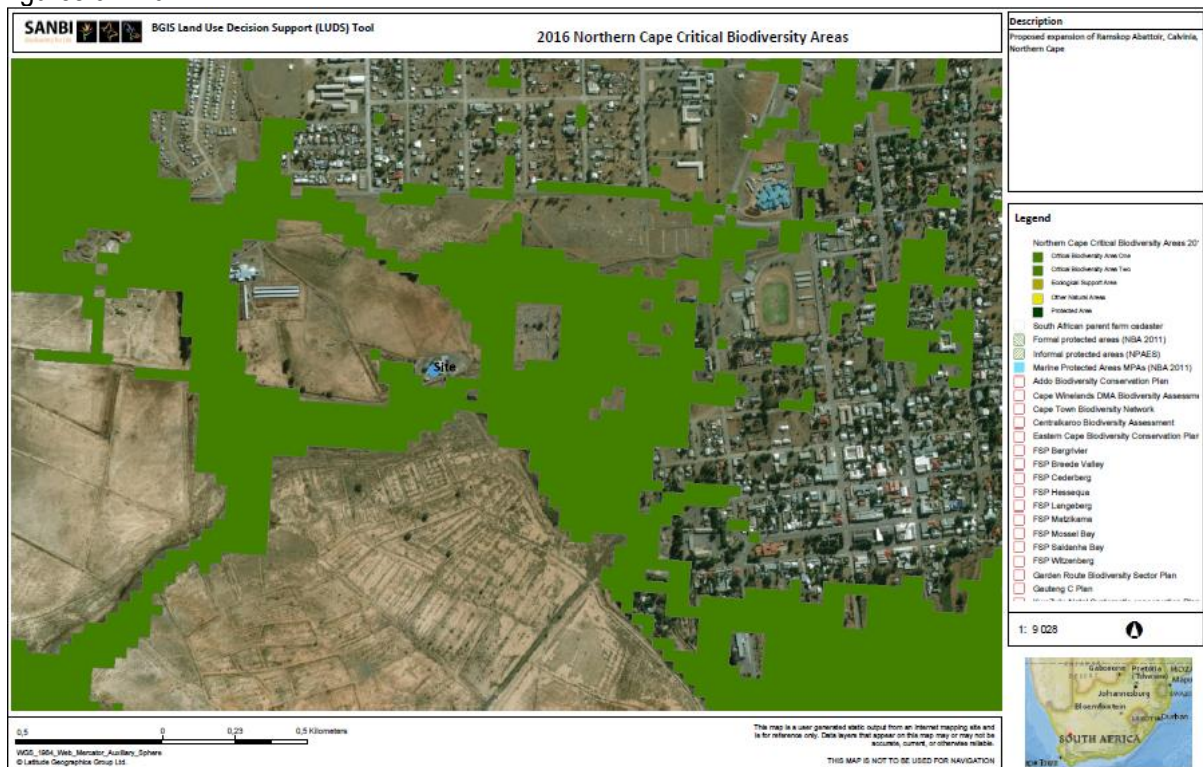 SANBI
BGIS Land Use Decision Support (LUDS) Tool
2016 Northern Cape Critical Biodiversity Areas
Description
Proposed expansion of Ramskop Abattoir, Calvinia,
Northern Cape
Site
Legend
Northern Cape Critical Biodiversity Areas 201
Critical Biodiversity Area One
Critical Biodiversity Area Two
Ecological Support Area
Other Natural Areas
Protected Area
South African parent farm cadaster
Formal protected areas (NBA 2011)
Informal protected areas (NPAES)
Marine Protected Areas MPAs (NBA 2011)
Addo Biodiversity Conservation Plan
Cape Winelands DMA Biodiversity Assessme
Cape Town Biodiversity Network
Centralkaroo Biodiversity Assessment
Eastern Cape Biodiversity Conservation Plan
FSP Bergrivier
FSP Breede Valley
FSP Cederberg
FSP Hessequa
FSP Langeberg
FSP Matzikama
FSP Mossel Bay
FSP Saldanha Bay
FSP Witzenberg
Garden Route Biodiversity Sector Plan
Gauteng C Plan
1: 9 028
0,5 0 0,23 0,5 Kilometers
WGS_1984_Web_Mercator_Auxiliary_Sphere
© Latitude Geographics Group Ltd.
This map is a user generated static output from an Internet mapping site and
is for reference only. Data layers that appear on this map may or may not be
accurate, current, or otherwise reliable.
THIS MAP IS NOT TO BE USED FOR NAVIGATION
Gaborone Pretoria
(Tshwane)
Johannesburg
Bloemfontein
Durban
SOUTH AFRICA